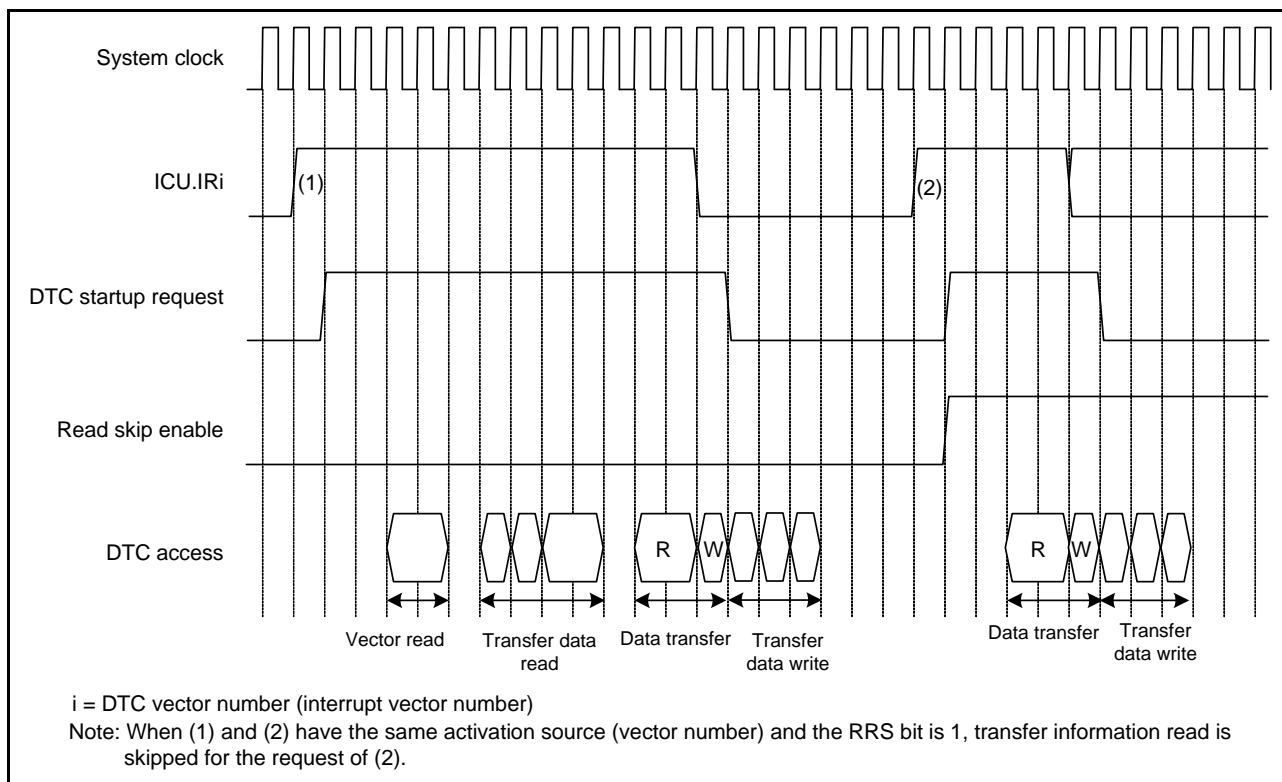 System clock
ICU.IRi
(1)
(2)
DTC startup request
Read skip enable
DTC access
R
W
R
W
Vector read
Transfer data
read
Data transfer
Transfer
data write
Data transfer
Transfer
data write
i = DTC vector number (interrupt vector number)
Note: When (1) and (2) have the same activation source (vector number) and the RRS bit is 1, transfer information read is
skipped for the request of (2).